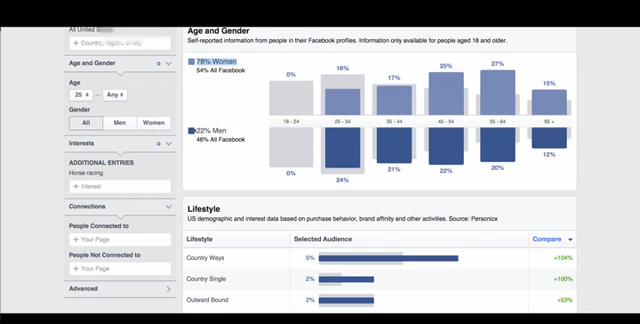 All United
+ Country, region, or city
Age and Gender
Age
25 — Any
Gender
All Men Women
Interests
ADDITIONAL ENTRIES
Horse racing
+ Interest
Connections
People Connected to
+ Your Page
People Not Connected to
+ Your Page
Advanced
Age and Gender
Self-reported information from people in their Facebook profiles. Information only available for people aged 18 and older.
78% Women
54% All Facebook
0% 16% 17% 25% 27% 15%
18 - 24 25 - 34 35 - 44 45 - 54 55 - 64 65 +
22% Men
46% All Facebook
0% 24% 21% 22% 20% 12%
Lifestyle
US demographic and interest data based on purchase behavior, brand affinity and other activities. Source: Personicx
Lifestyle Selected Audience Compare
Country Ways 5% +104%
Country Single 2% +100%
Outward Bound 2% +53%